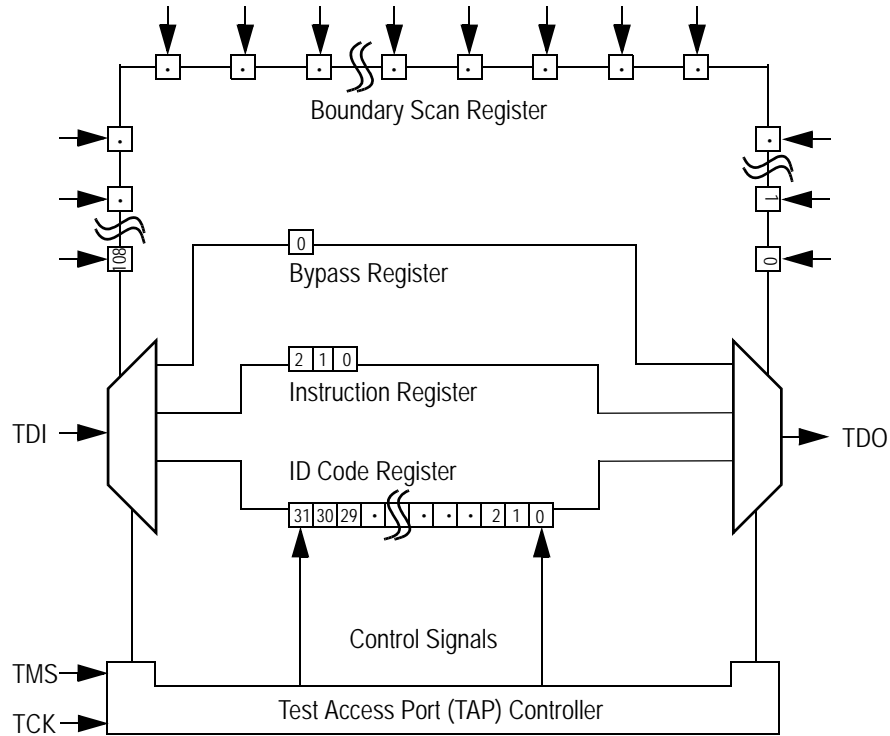 Boundary Scan Register
1
108
0
0
Bypass Register
2 1 0
Instruction Register
TDI
TDO
ID Code Register
31 30 29 · · · · 2 1 0
Control Signals
TMS
Test Access Port (TAP) Controller
TCK